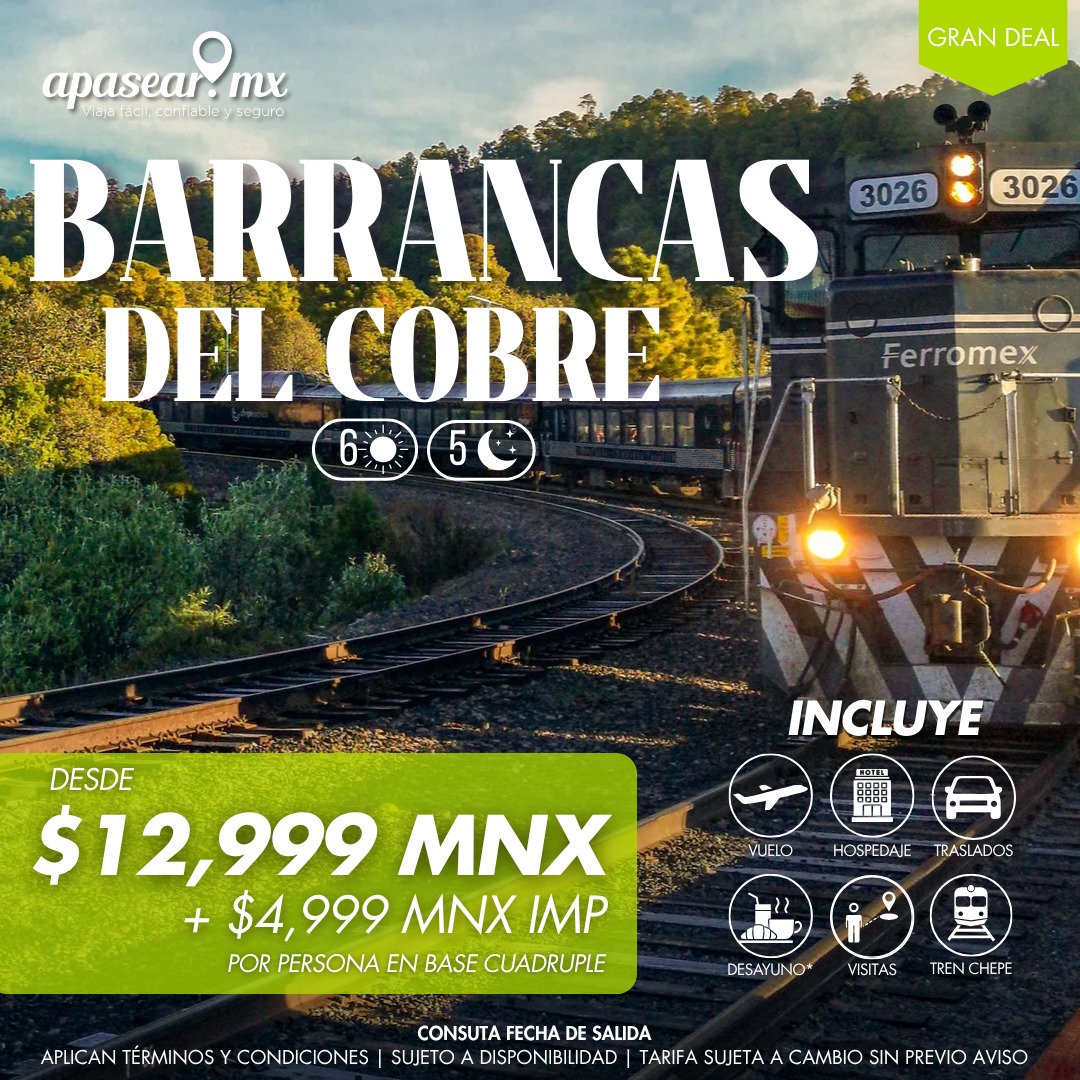 GRAN DEAL
apasear.mx
Viaja fácil, confiable y seguro
BARRANCAS
DEL COBRE
6 5
3026 3026
Ferromex
INCLUYE
HOTEL
VUELO HOSPEDAJE TRASLADOS
DESAYUNO* VISITAS TREN CHEPE
DESDE
$12,999 MNX
+ $4,999 MNX IMP
POR PERSONA EN BASE CUADRUPLE
CONSUTA FECHA DE SALIDA
APLICAN TÉRMINOS Y CONDICIONES | SUJETO A DISPONIBILIDAD | TARIFA SUJETA A CAMBIO SIN PREVIO AVISO